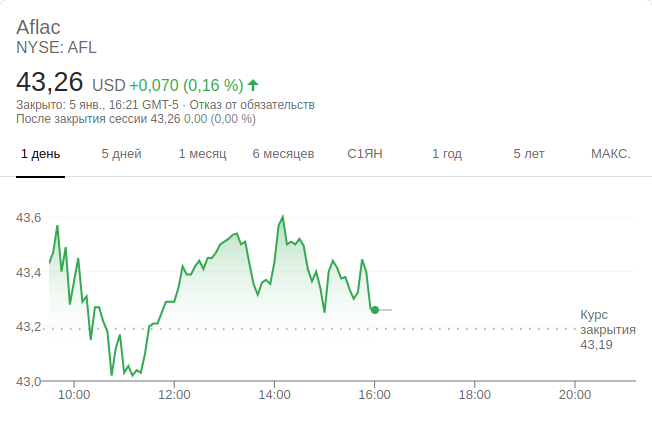 Aflac
NYSE: AFL
43,26 USD +0,070 (0,16 %)
Закрыто: 5 янв., 16:21 GMT-5 · Отказ от обязательств
После закрытия сессии 43,26 0,00 (0,00 %)
1 день 5 дней 1 месяц 6 месяцев С1ЯН 1 год 5 лет МАКС.
43,6
43,4
43,2
Курс
закрытия
43,19
43,0
10:00 12:00 14:00 16:00 18:00 20:00